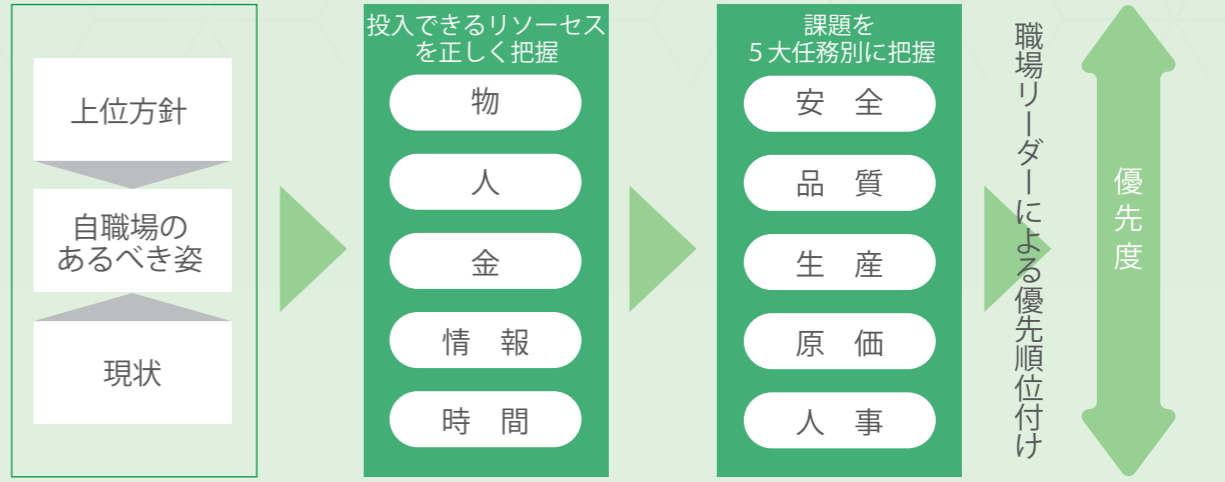 上位方針
自職場の
あるべき姿
現状
投入できるリソーセス
を正しく把握
物
人
金
情　報
時　間
課題を
５大任務別に把握
安　全
品　質
生　産
原　価
人　事
職場リーダーによる優先順位付け
優先度